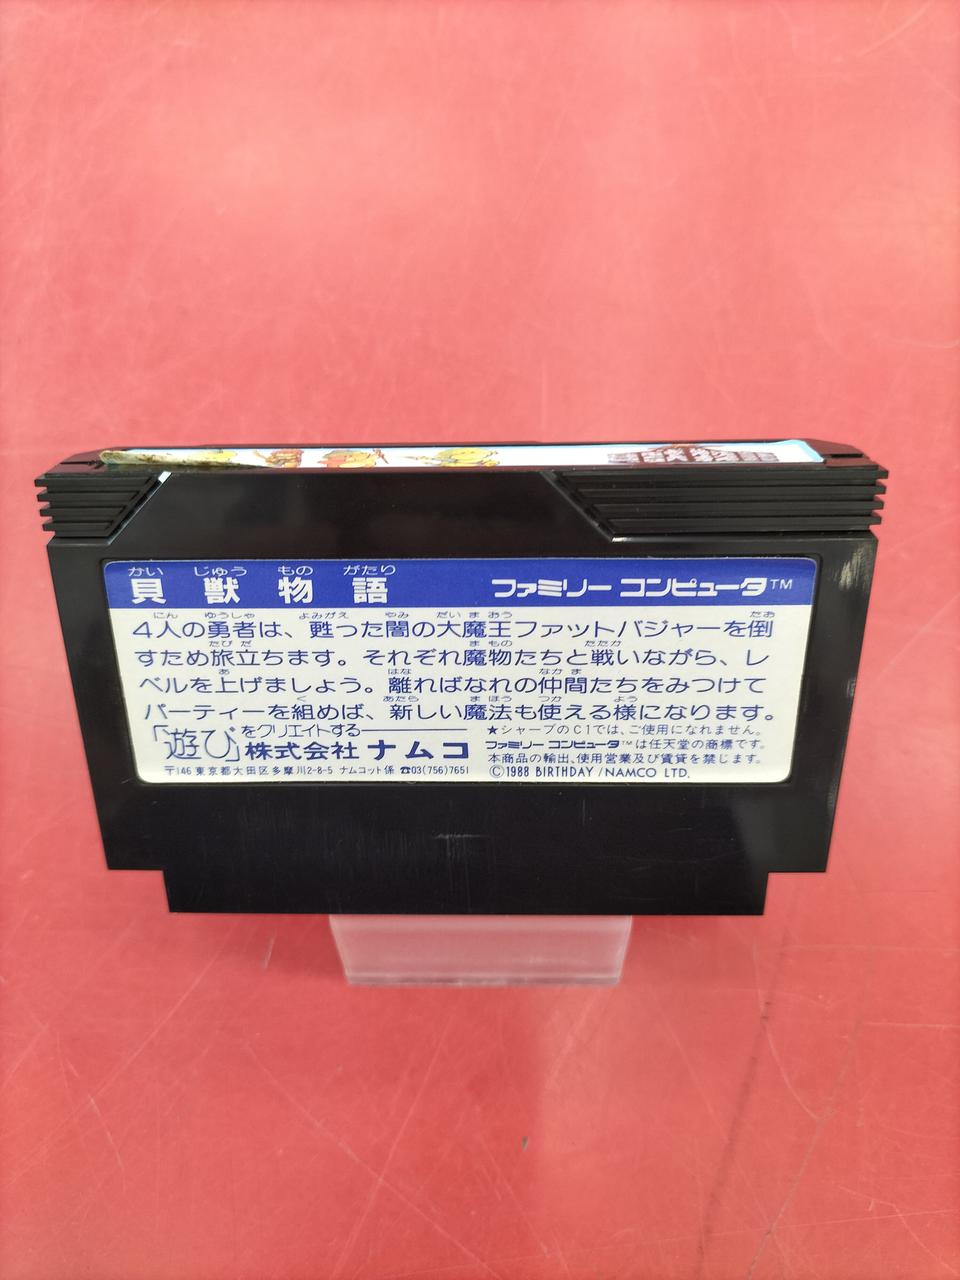 かい じゅう もの がたり
貝獣物語
ファミリー コンピュータ™
にん ゆうしゃ よみがえ やみ だい ま おう たお
4人の勇者は、甦った闇の大魔王ファットバジャーを倒
たび だ ま もの たたか
すため旅立ちます。それぞれ魔物たちと戦いながら、レ
あ はな なか ま
ベルを上げましょう。離ればなれの仲間たちをみつけて
く あたら ま ほう つか よう
パーティーを組めば、新しい魔法も使える様になります。
「遊び」をクリエイトする
株式会社 ナムコ
〒146 東京都大田区多摩川2-8-5 ナムコット係 ☎03(756)7651
★シャープのC1では、ご使用になれません。
ファミリー コンピュータ™は任天堂の商標です。
本商品の輸出、使用営業及び賃貸を禁じます。
©1988 BIRTHDAY/NAMCO LTD.